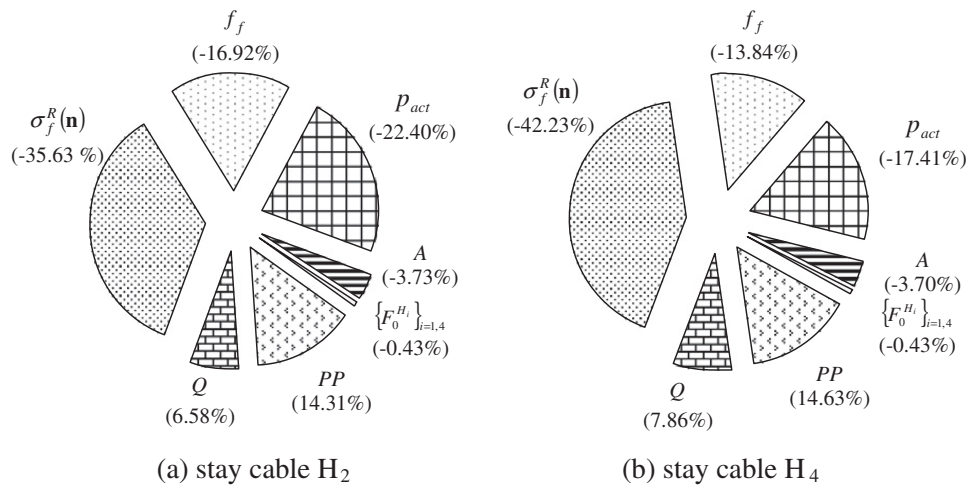 f_f
(-16.92%)
p_act
(-22.40%)
σ_f^R(n)
(-35.63 %)
A
(-3.73%)
{F_0^{H_i}}_{i=1,4}
(-0.43%)
PP
(14.31%)
Q
(6.58%)
(a) stay cable H₂
f_f
(-13.84%)
σ_f^R(n)
(-42.23%)
p_act
(-17.41%)
A
(-3.70%)
{F_0^{H_i}}_{i=1,4}
(-0.43%)
PP
(14.63%)
Q
(7.86%)
(b) stay cable H₄